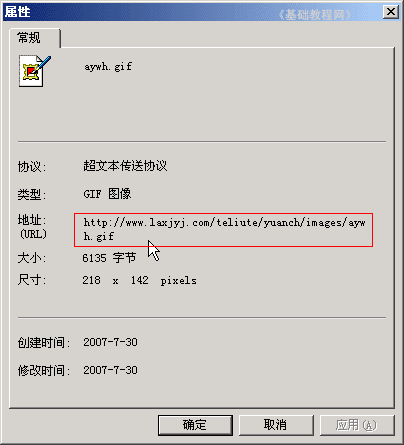 属性
《基础教程网》
常规
aywh.gif
协议: 超文本传送协议
类型: GIF 图像
地址: http://www.laxjyj.com/teliute/yuanch/images/ayw
(URL) h.gif
大小: 6135 字节
尺寸: 218 x 142 pixels
创建时间: 2007-7-30
修改时间: 2007-7-30
确定 取消 应用(A)